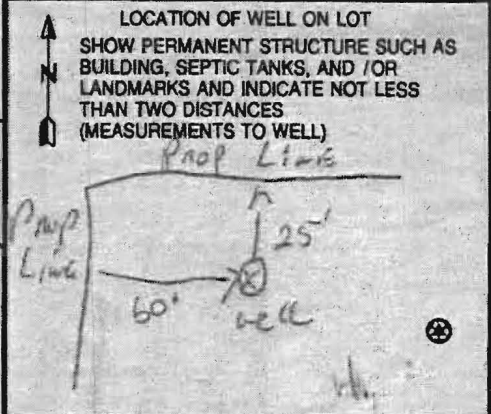 LOCATION OF WELL ON LOT
SHOW PERMANENT STRUCTURE SUCH AS
BUILDING, SEPTIC TANKS, AND /OR
LANDMARKS AND INDICATE NOT LESS
THAN TWO DISTANCES
(MEASUREMENTS TO WELL)
N
Prop Line
Prop
Line
25'
60'
well